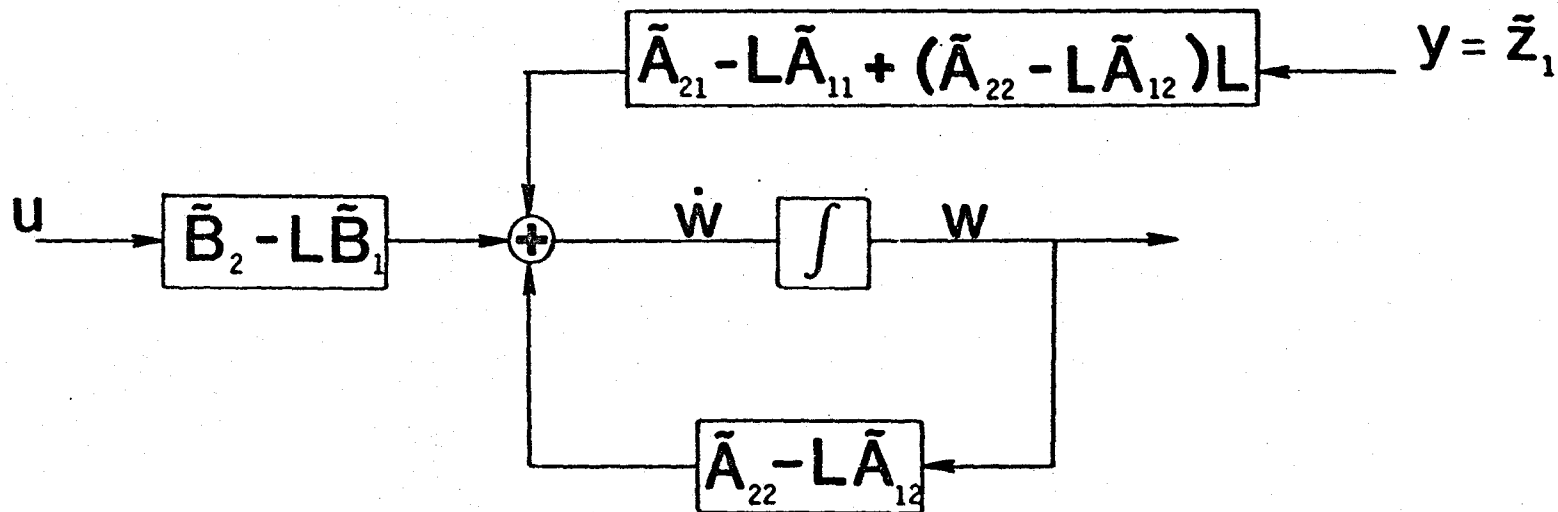 Ã₂₁ - LÃ₁₁ + (Ã₂₂ - LÃ₁₂)L
y = z̃₁
u
B̃₂ - LB̃₁
+
ẇ
∫
w
Ã₂₂ - LÃ₁₂